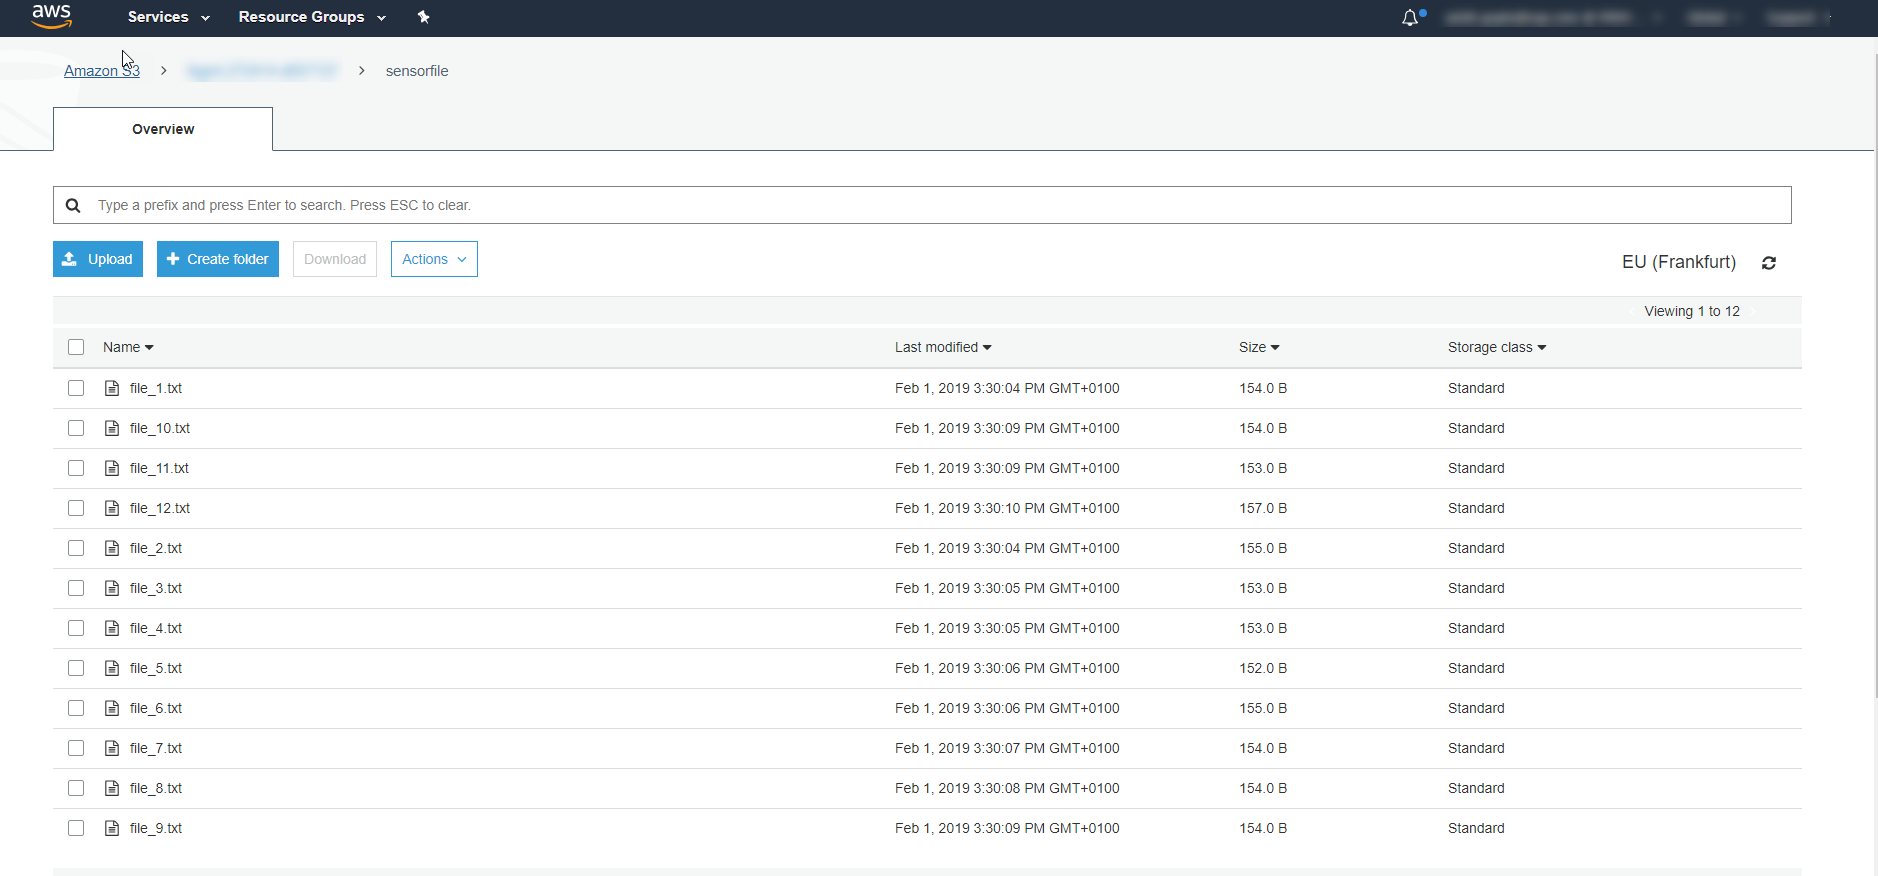 aws Services Resource Groups
Amazon S3 > > sensorfile
Overview
Type a prefix and press Enter to search. Press ESC to clear.
Upload Create folder Download Actions EU (Frankfurt)
Viewing 1 to 12
Name Last modified Size Storage class
file_1.txt Feb 1, 2019 3:30:04 PM GMT+0100 154.0 B Standard
file_10.txt Feb 1, 2019 3:30:09 PM GMT+0100 154.0 B Standard
file_11.txt Feb 1, 2019 3:30:09 PM GMT+0100 153.0 B Standard
file_12.txt Feb 1, 2019 3:30:10 PM GMT+0100 157.0 B Standard
file_2.txt Feb 1, 2019 3:30:04 PM GMT+0100 155.0 B Standard
file_3.txt Feb 1, 2019 3:30:05 PM GMT+0100 153.0 B Standard
file_4.txt Feb 1, 2019 3:30:05 PM GMT+0100 153.0 B Standard
file_5.txt Feb 1, 2019 3:30:06 PM GMT+0100 152.0 B Standard
file_6.txt Feb 1, 2019 3:30:06 PM GMT+0100 155.0 B Standard
file_7.txt Feb 1, 2019 3:30:07 PM GMT+0100 154.0 B Standard
file_8.txt Feb 1, 2019 3:30:08 PM GMT+0100 154.0 B Standard
file_9.txt Feb 1, 2019 3:30:09 PM GMT+0100 154.0 B Standard